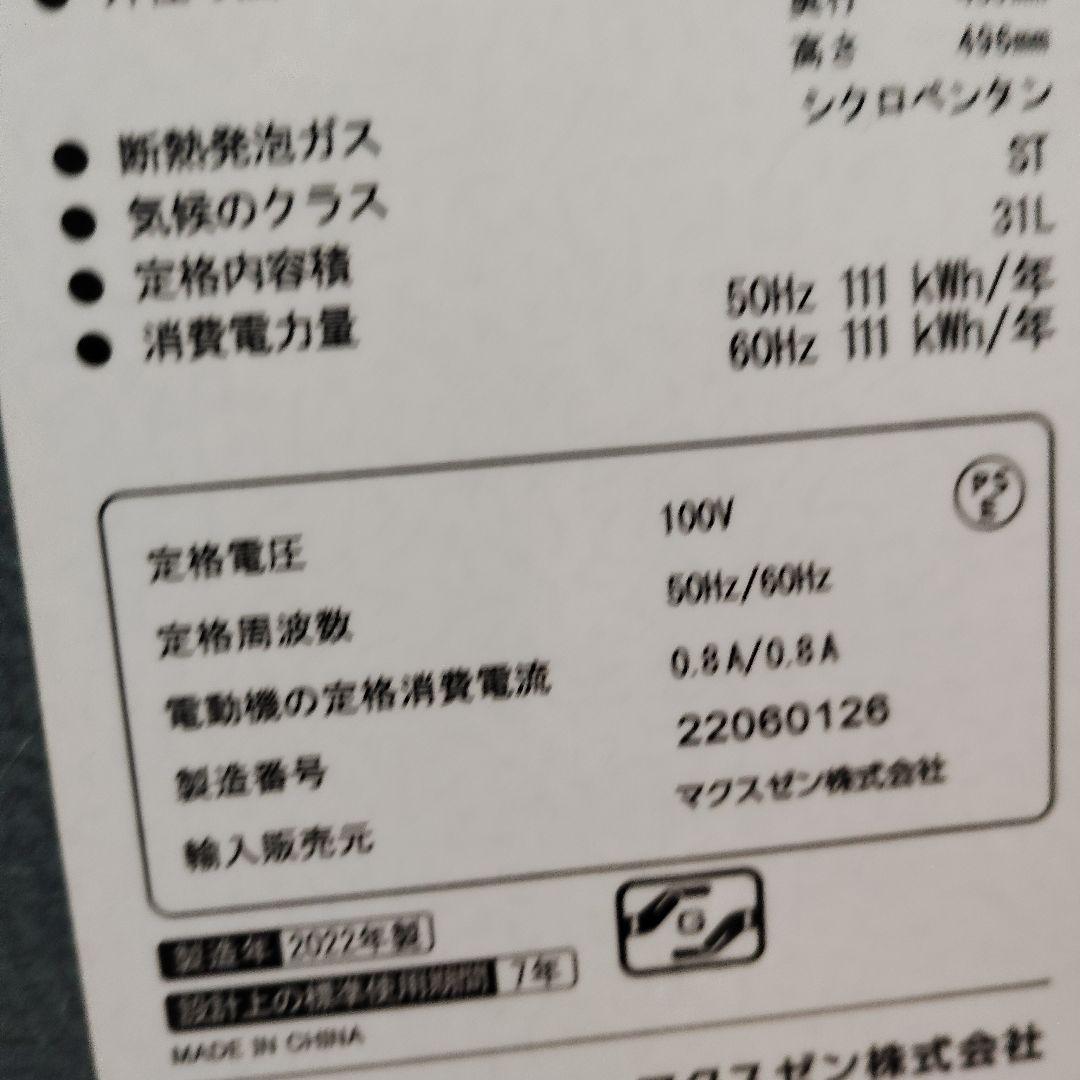 高さ 496mm
シクロペンタン
● 断熱発泡ガス
ST
● 気候のクラス
31L
● 定格内容積
50Hz 111 kWh/年
● 消費電力量
60Hz 111 kWh/年
PS
E
定格電圧 100V
定格周波数 50Hz/60Hz
電動機の定格消費電流 0.8A/0.8A
製造番号 22060126
輸入販売元 マクスゼン株式会社
製造年 2022年製
G
設計上の標準使用期間 7年
MADE IN CHINA
マクスゼン株式会社